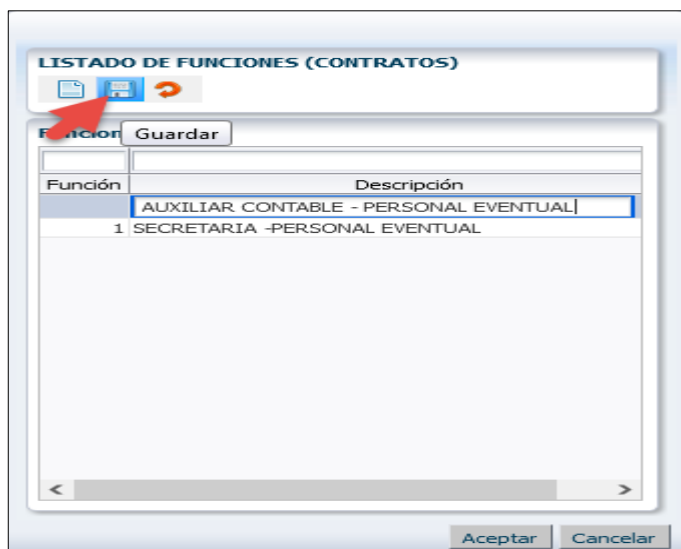 LISTADO DE FUNCIONES (CONTRATOS)
Guardar
Función Descripción
AUXILIAR CONTABLE - PERSONAL EVENTUAL
1 SECRETARIA -PERSONAL EVENTUAL
Aceptar Cancelar